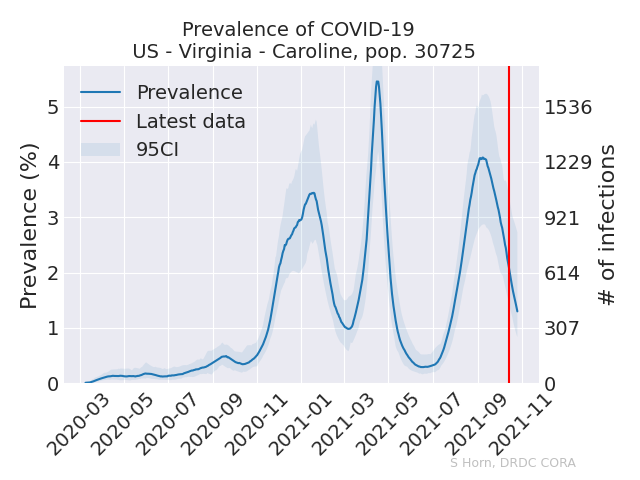 Prevalence of COVID-19
US - Virginia - Caroline, pop. 30725
Prevalence
Latest data
95CI
Prevalence (%)
5
4
3
2
1
0
# of infections
1536
1229
921
614
307
0
2020-03
2020-05
2020-07
2020-09
2020-11
2021-01
2021-03
2021-05
2021-07
2021-09
2021-11
S Horn, DRDC CORA